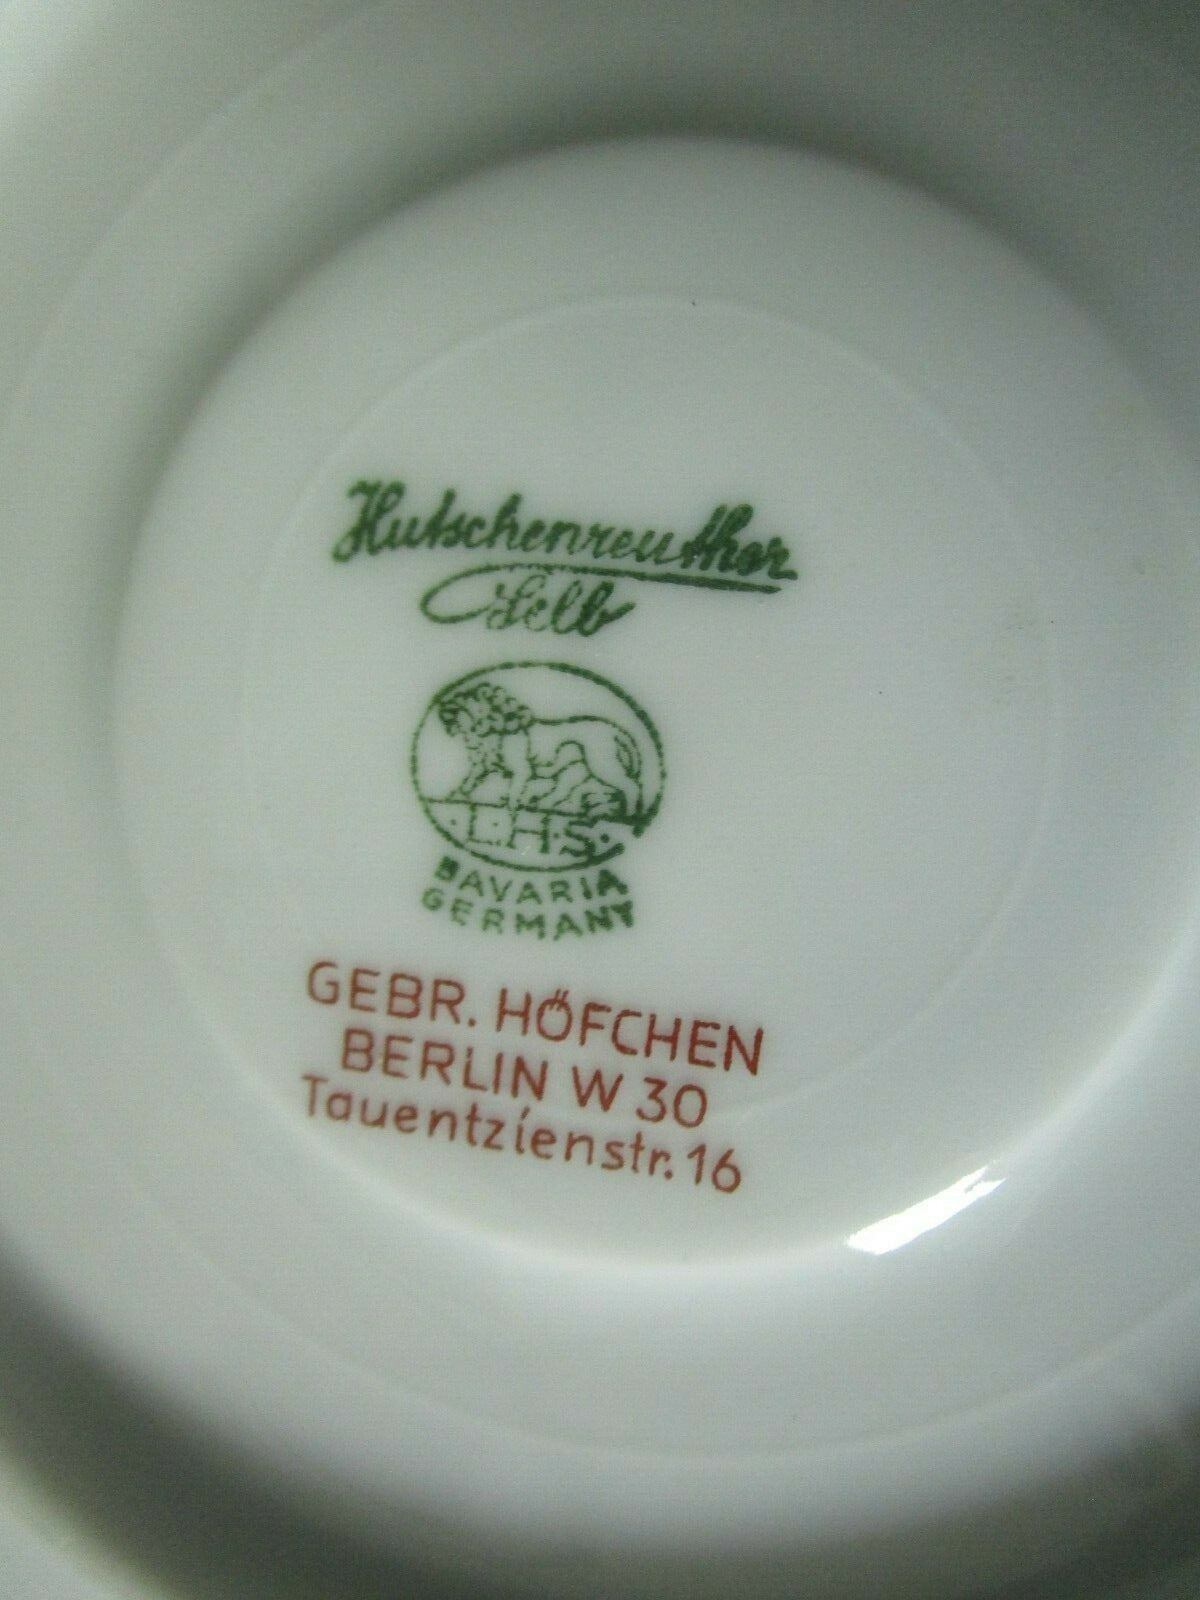 Hutschenreuther
Selb
L.H.S.
BAVARIA
GERMANY
GEBR. HÖFCHEN
BERLIN W 30
Tauentzienstr. 16